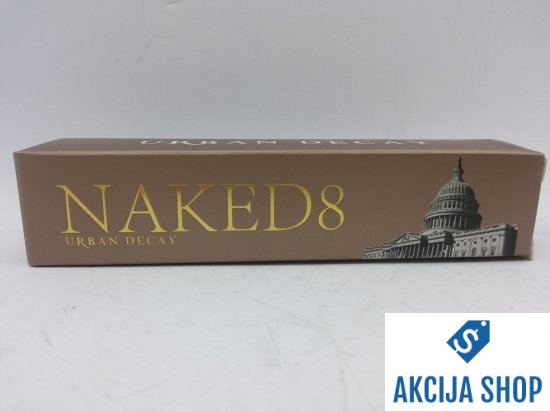 URBAN DECAY
NAKED8
URBAN DECAY
$
AKCIJA SHOP